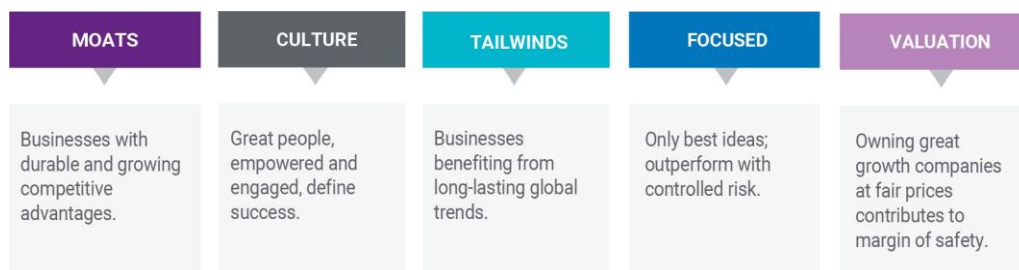 MOATS
Businesses with
durable and growing
competitive
advantages.
CULTURE
Great people,
empowered and
engaged, define
success.
TAILWINDS
Businesses
benefiting from
long-lasting global
trends.
FOCUSED
Only best ideas;
outperform with
controlled risk.
VALUATION
Owning great
growth companies
at fair prices
contributes to
margin of safety.